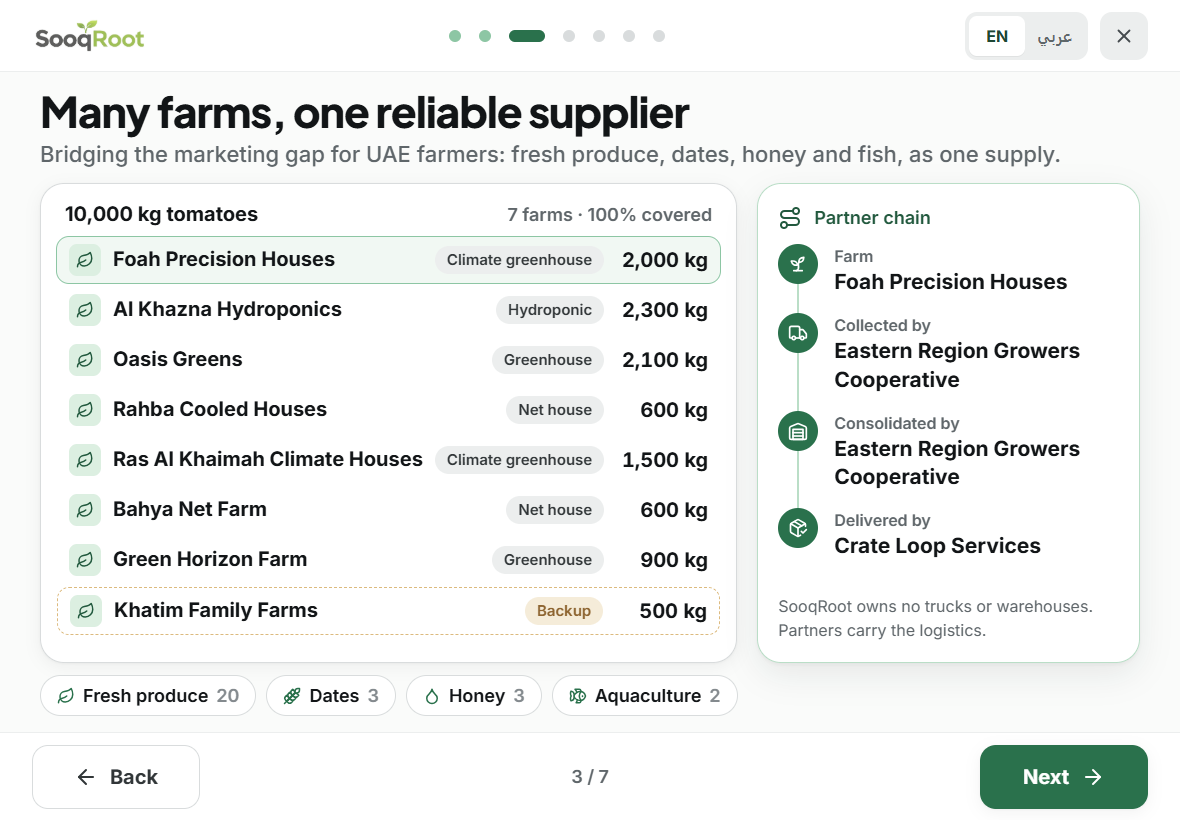 SooqRoot
EN
عربي
Many farms, one reliable supplier
Bridging the marketing gap for UAE farmers: fresh produce, dates, honey and fish, as one supply.
10,000 kg tomatoes
7 farms · 100% covered
Foah Precision Houses
Climate greenhouse
2,000 kg
Al Khazna Hydroponics
Hydroponic
2,300 kg
Oasis Greens
Greenhouse
2,100 kg
Rahba Cooled Houses
Net house
600 kg
Ras Al Khaimah Climate Houses
Climate greenhouse
1,500 kg
Bahya Net Farm
Net house
600 kg
Green Horizon Farm
Greenhouse
900 kg
Khatim Family Farms
Backup
500 kg
Partner chain
Farm
Foah Precision Houses
Collected by
Eastern Region Growers
Cooperative
Consolidated by
Eastern Region Growers
Cooperative
Delivered by
Crate Loop Services
SooqRoot owns no trucks or warehouses.
Partners carry the logistics.
Fresh produce 20
Dates 3
Honey 3
Aquaculture 2
Back
3 / 7
Next